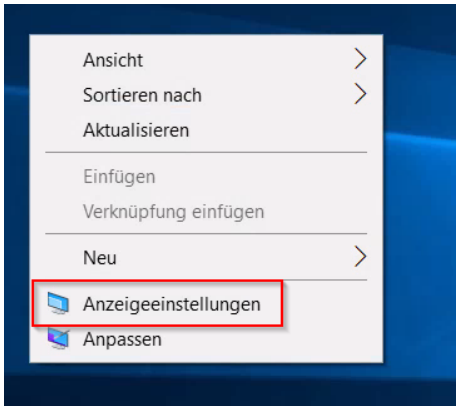 Ansicht
Sortieren nach
Aktualisieren
Einfügen
Verknüpfung einfügen
Neu
Anzeigeeinstellungen
Anpassen